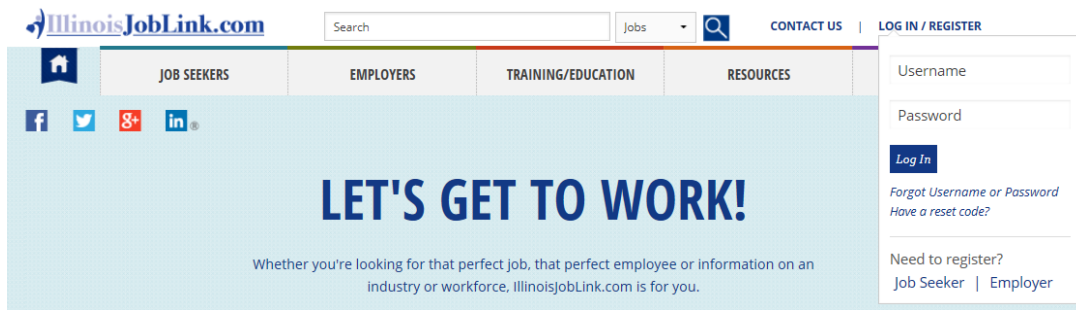 IllinoisJobLink.com
Search
Jobs
CONTACT US | LOG IN / REGISTER
JOB SEEKERS
EMPLOYERS
TRAINING/EDUCATION
RESOURCES
Username
Password
Log In
Forgot Username or Password
Have a reset code?
Need to register?
Job Seeker | Employer
f
8+
in ®
LET'S GET TO WORK!
Whether you're looking for that perfect job, that perfect employee or information on an
industry or workforce, IllinoisJobLink.com is for you.